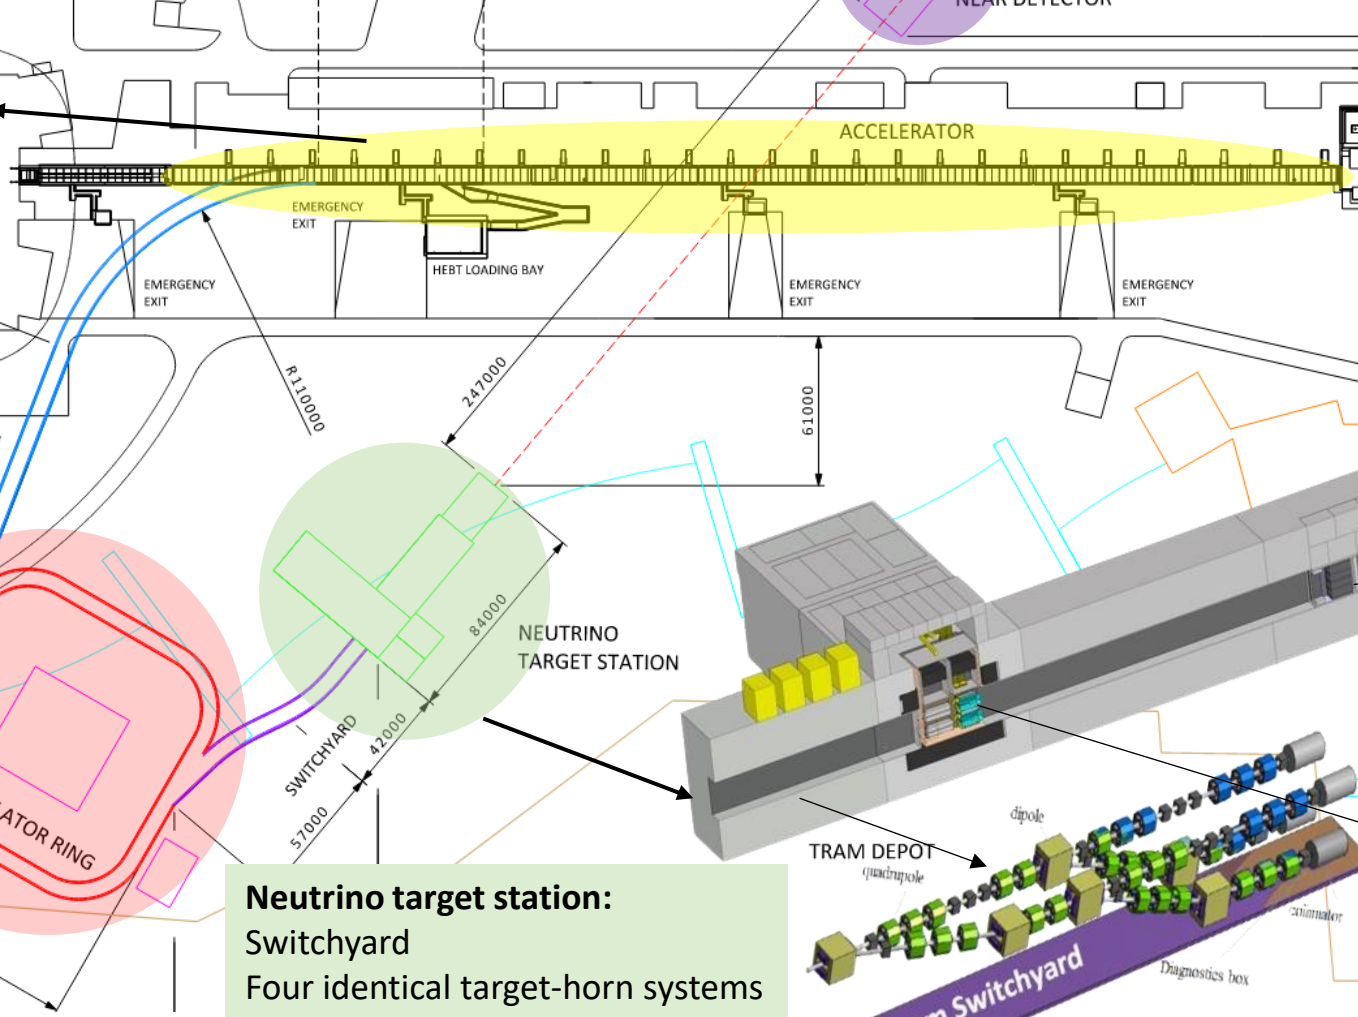 NEAR DETECTOR
ACCELERATOR
EMERGENCY
EXIT
HEBT LOADING BAY
EMERGENCY
EXIT
EMERGENCY
EXIT
EMERGENCY
EXIT
R110000
247000
61000
84000
NEUTRINO
TARGET STATION
SWITCHYARD
42000
57000
LATOR RING
TRAM DEPOT
dipole
quadrupole
collimator
Diagnostics box
m Switchyard
Neutrino target station:
Switchyard
Four identical target-horn systems